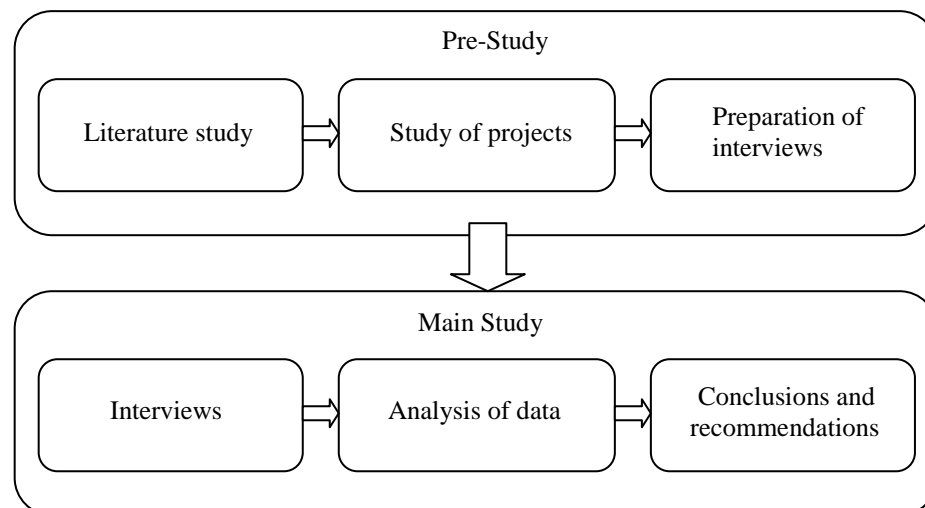 Pre-Study
Literature study
Study of projects
Preparation of
interviews
Main Study
Interviews
Analysis of data
Conclusions and
recommendations